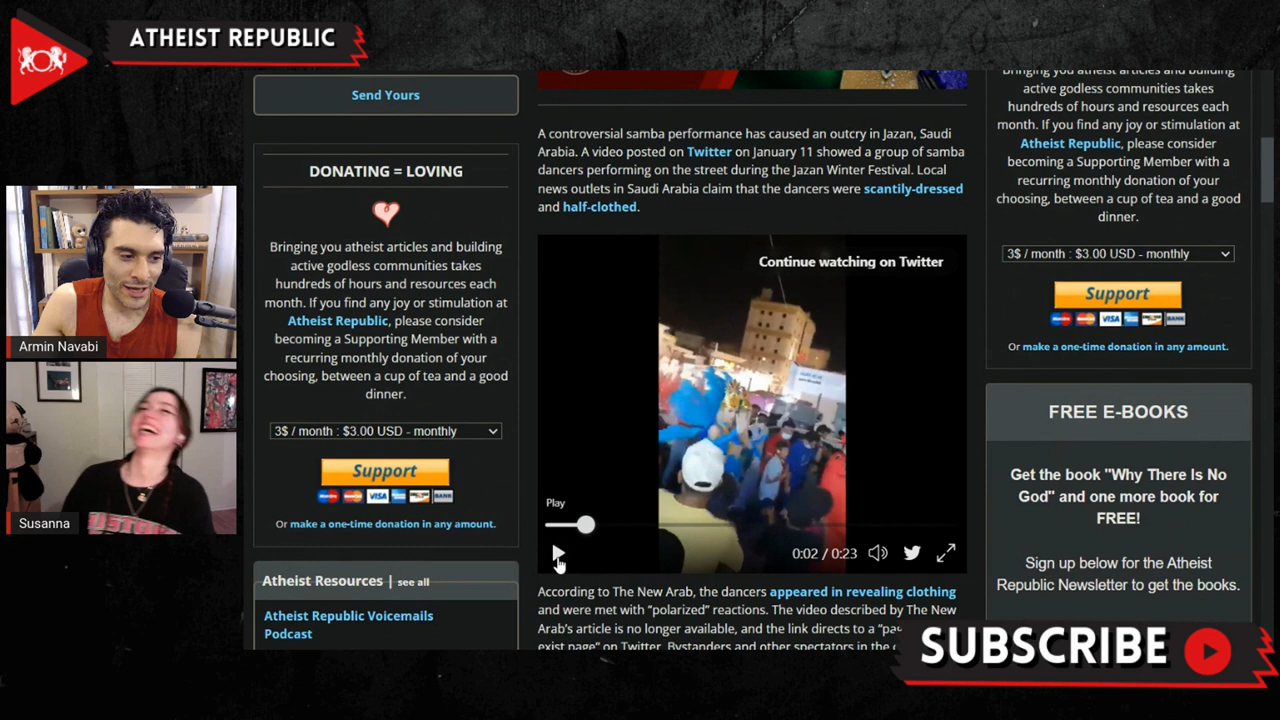 ATHEIST REPUBLIC
Armin Navabi
Susanna
Send Yours
DONATING = LOVING
Bringing you atheist articles and building
active godless communities takes
hundreds of hours and resources each
month. If you find any joy or stimulation at
Atheist Republic, please consider
becoming a Supporting Member with a
recurring monthly donation of your
choosing, between a cup of tea and a good
dinner.
3$ / month : $3.00 USD - monthly
Support
VISA
BANK
Or make a one-time donation in any amount.
Atheist Resources | see all
Atheist Republic Voicemails
Podcast
A controversial samba performance has caused an outcry in Jazan, Saudi
Arabia. A video posted on Twitter on January 11 showed a group of samba
dancers performing on the street during the Jazan Winter Festival. Local
news outlets in Saudi Arabia claim that the dancers were scantily-dressed
and half-clothed.
Continue watching on Twitter
Play
0:02 / 0:23
According to The New Arab, the dancers appeared in revealing clothing
and were met with “polarized” reactions. The video described by The New
Arab’s article is no longer available, and the link directs to a
exist page” on Twitter. Bystanders and other spectators in the
Bringing you atheist articles and building
active godless communities takes
hundreds of hours and resources each
month. If you find any joy or stimulation at
Atheist Republic, please consider
becoming a Supporting Member with a
recurring monthly donation of your
choosing, between a cup of tea and a good
dinner.
3$ / month : $3.00 USD - monthly
Support
VISA
BANK
Or make a one-time donation in any amount.
FREE E-BOOKS
Get the book "Why There Is No
God" and one more book for
FREE!
Sign up below for the Atheist
Republic Newsletter to get the books.
SUBSCRIBE